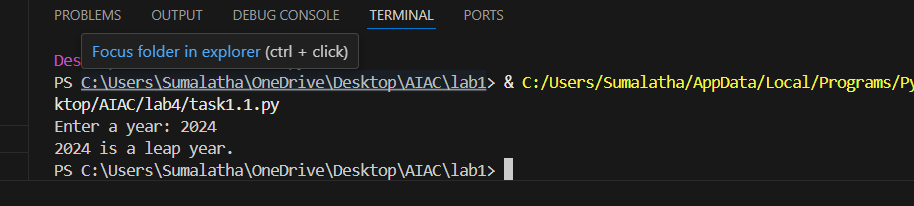 PROBLEMS OUTPUT DEBUG CONSOLE TERMINAL PORTS
Focus folder in explorer (ctrl + click)
Des
PS C:\Users\Sumalatha\OneDrive\Desktop\AIAC\lab1> & C:/Users/Sumalatha/AppData/Local/Programs/Py
ktop/AIAC/lab4/task1.1.py
Enter a year: 2024
2024 is a leap year.
PS C:\Users\Sumalatha\OneDrive\Desktop\AIAC\lab1>